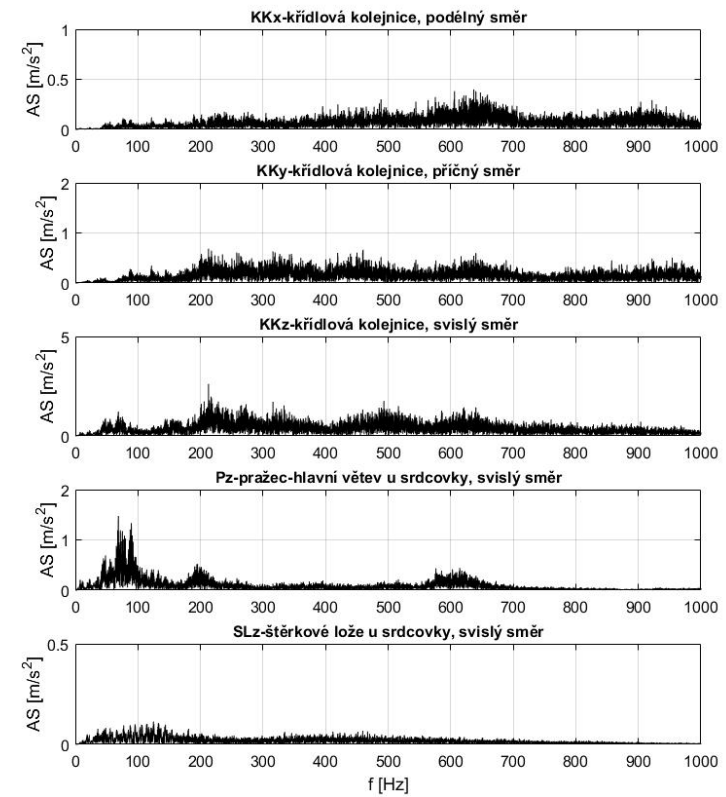 KKx-křídlová kolejnice, podélný směr
AS [m/s²]
1
0.5
0
0 100 200 300 400 500 600 700 800 900 1000
KKy-křídlová kolejnice, příčný směr
AS [m/s²]
2
1
0
0 100 200 300 400 500 600 700 800 900 1000
KKz-křídlová kolejnice, svislý směr
AS [m/s²]
5
0
0 100 200 300 400 500 600 700 800 900 1000
Pz-pražec-hlavní větev u srdcovky, svislý směr
AS [m/s²]
2
1
0
0 100 200 300 400 500 600 700 800 900 1000
SLz-štěrkové lože u srdcovky, svislý směr
AS [m/s²]
0.5
0
0 100 200 300 400 500 600 700 800 900 1000
f [Hz]